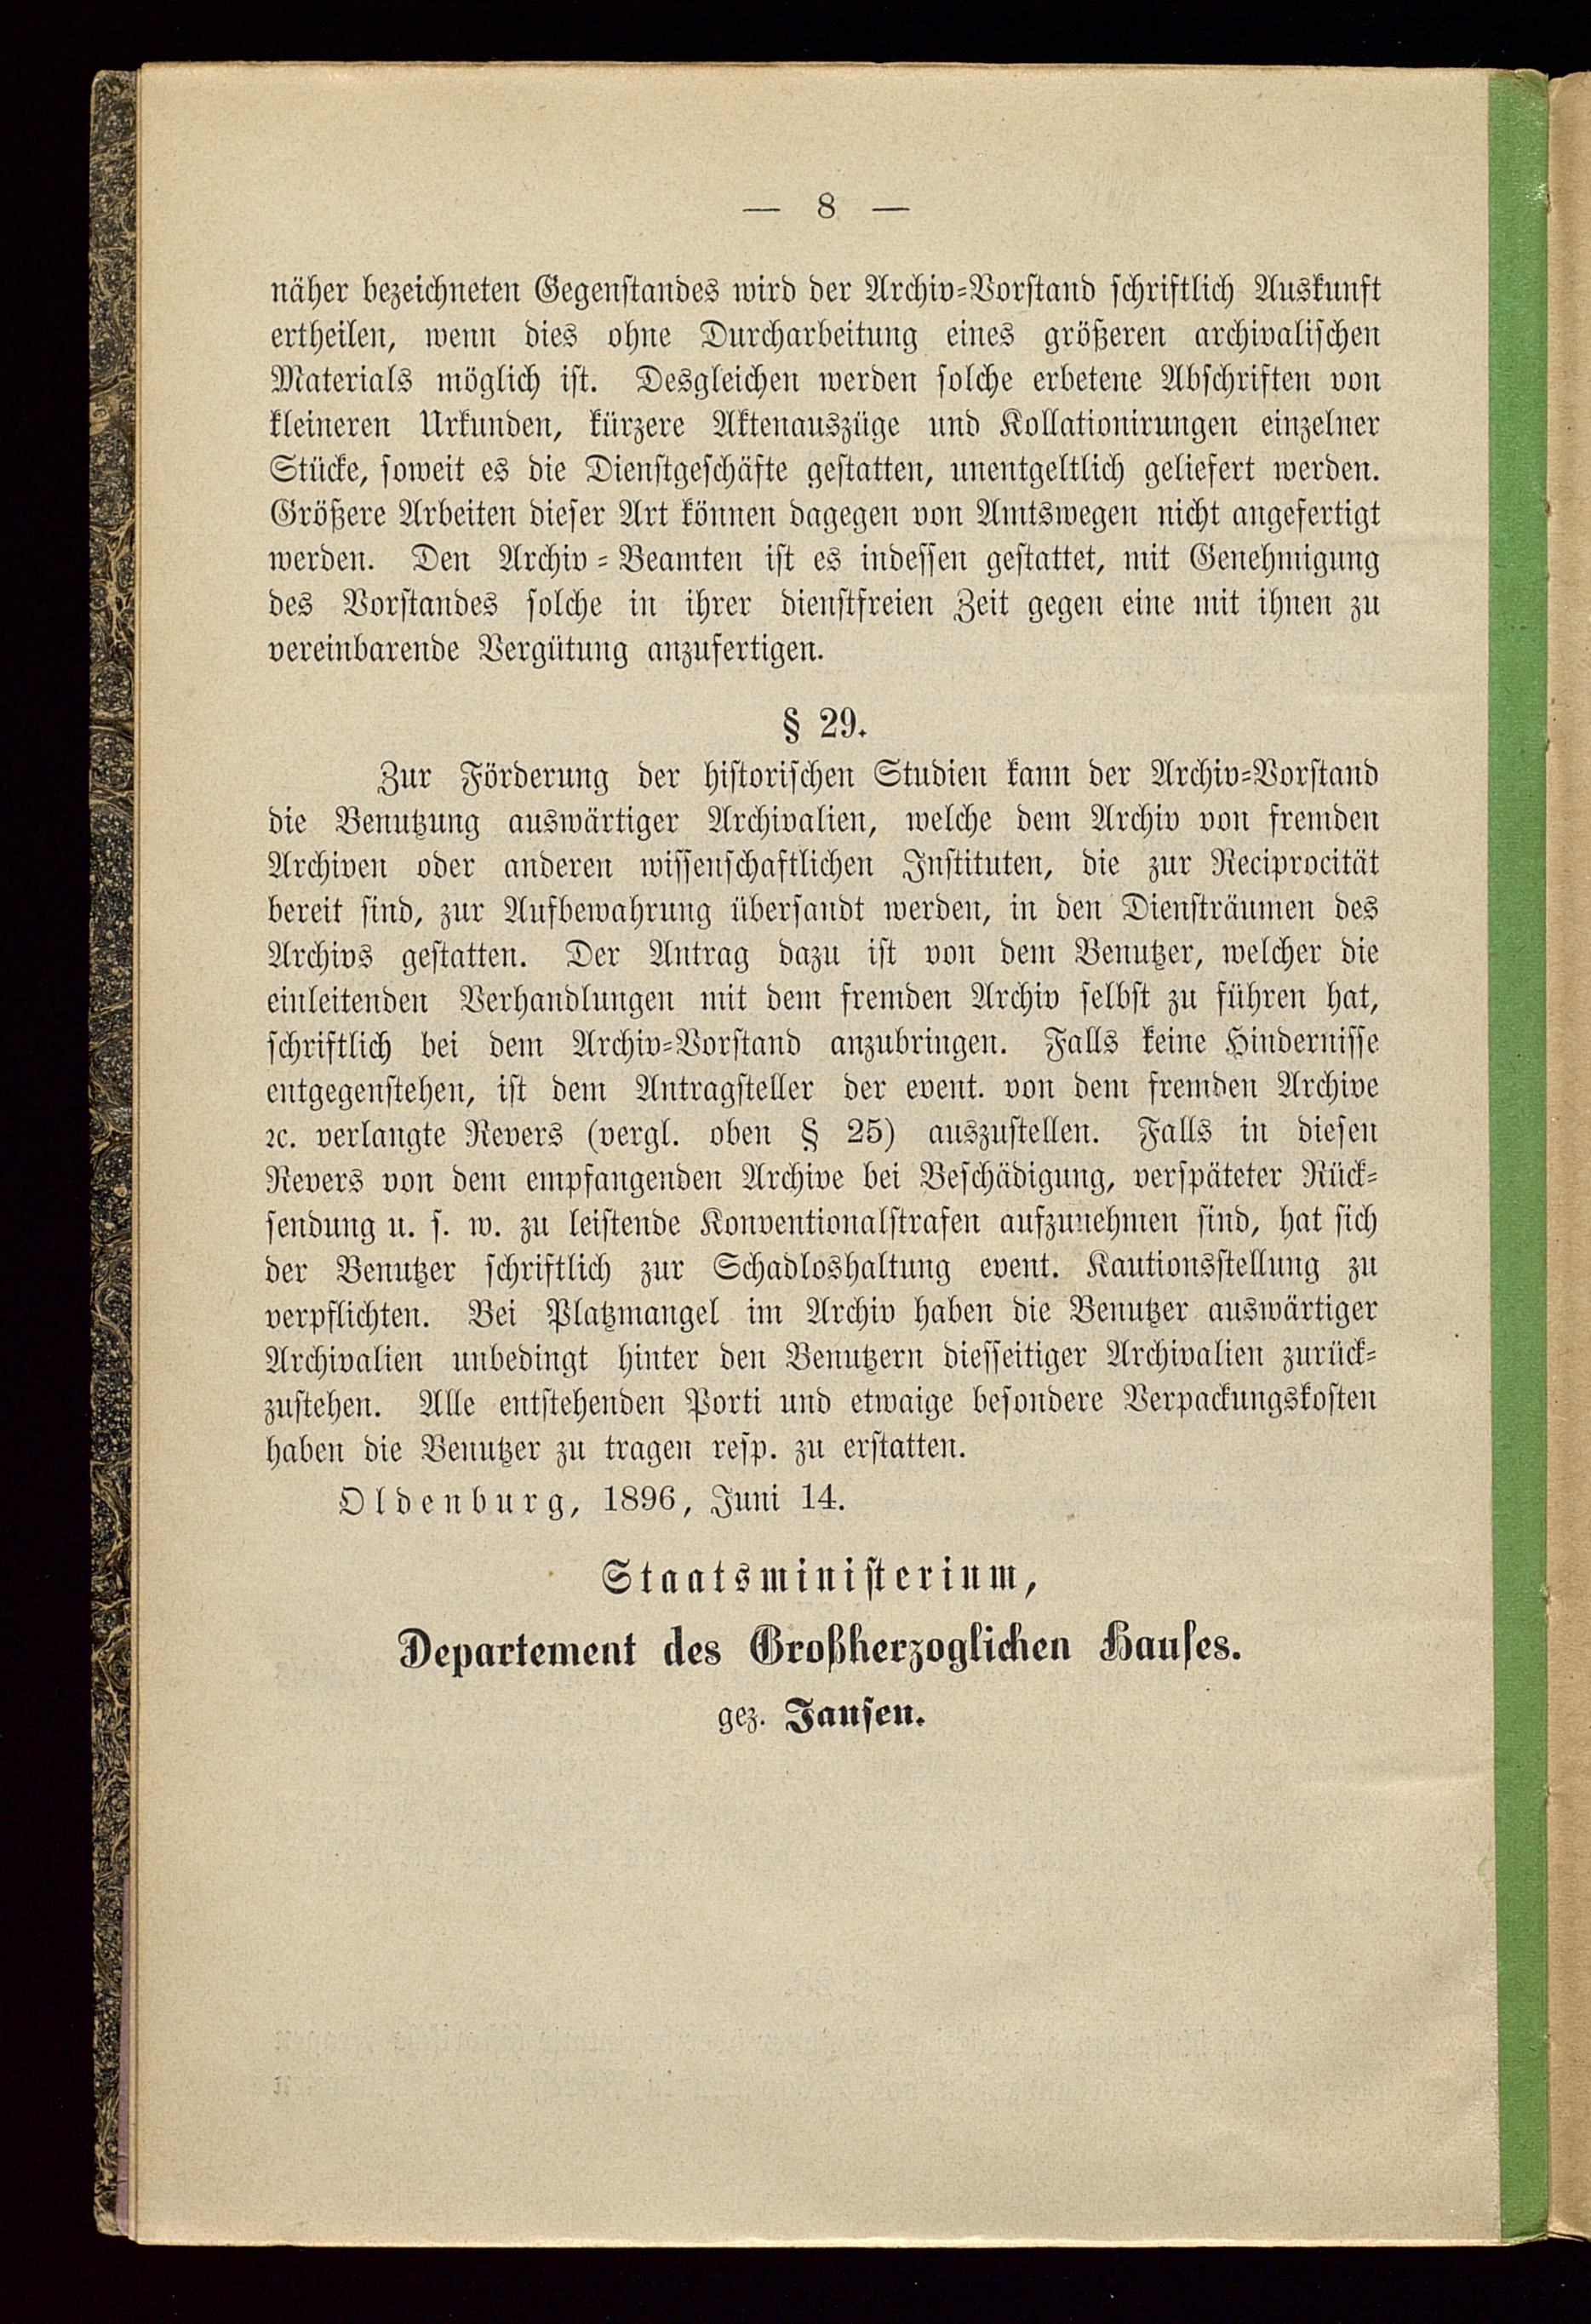 — 8 —
näher bezeichneten Gegenstandes wird der Archiv-Vorstand schriftlich Auskunft
ertheilen, wenn dies ohne Durcharbeitung eines größeren archivalischen
Materials möglich ist. Desgleichen werden solche erbetene Abschriften von
kleineren Urkunden, kürzere Aktenauszüge und Kollationirungen einzelner
Stücke, soweit es die Dienstgeschäfte gestatten, unentgeltlich geliefert werden.
Größere Arbeiten dieser Art können dagegen von Amtswegen nicht angefertigt
werden. Den Archiv-Beamten ist es indessen gestattet, mit Genehmigung
des Vorstandes solche in ihrer dienstfreien Zeit gegen eine mit ihnen zu
vereinbarende Vergütung anzufertigen.
§ 29.
Zur Förderung der historischen Studien kann der Archiv-Vorstand
die Benutzung auswärtiger Archivalien, welche dem Archiv von fremden
Archiven oder anderen wissenschaftlichen Instituten, die zur Reciprocität
bereit sind, zur Aufbewahrung übersandt werden, in den Diensträumen des
Archivs gestatten. Der Antrag dazu ist von dem Benutzer, welcher die
einleitenden Verhandlungen mit dem fremden Archiv selbst zu führen hat,
schriftlich bei dem Archiv-Vorstand anzubringen. Falls keine Hindernisse
entgegenstehen, ist dem Antragsteller der event. von dem fremden Archive
ꝛc. verlangte Revers (vergl. oben § 25) auszustellen. Falls in diesen
Revers von dem empfangenden Archive bei Beschädigung, verspäteter Rück-
sendung u. s. w. zu leistende Konventionalstrafen aufzunehmen sind, hat sich
der Benutzer schriftlich zur Schadloshaltung event. Kautionsstellung zu
verpflichten. Bei Platzmangel im Archiv haben die Benutzer auswärtiger
Archivalien unbedingt hinter den Benutzern diesseitiger Archivalien zurück-
zustehen. Alle entstehenden Porti und etwaige besondere Verpackungskosten
haben die Benutzer zu tragen resp. zu erstatten.
Oldenburg, 1896, Juni 14.
Staatsministerium,
Departement des Großherzoglichen Hauses.
gez. Jansen.